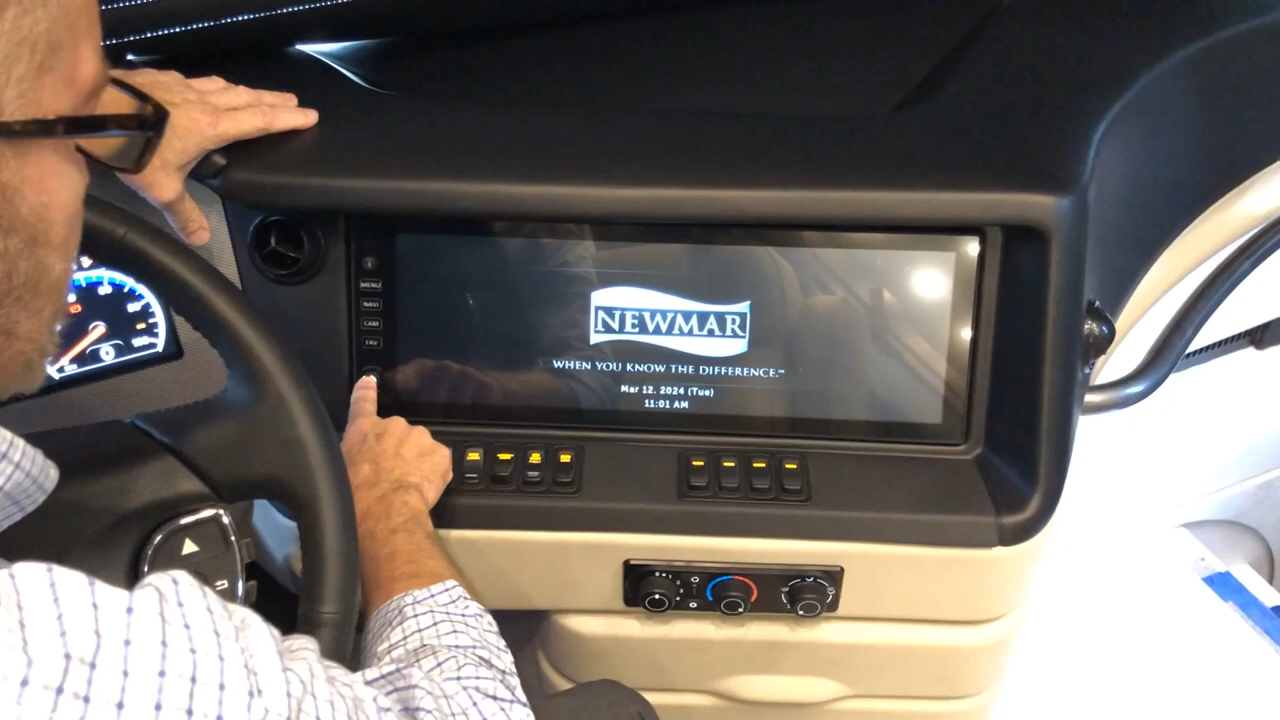 MENU
NAVI
CAM
FAV
NEWMAR
WHEN YOU KNOW THE DIFFERENCE.™
Mar 12. 2024 (Tue)
11:01 AM